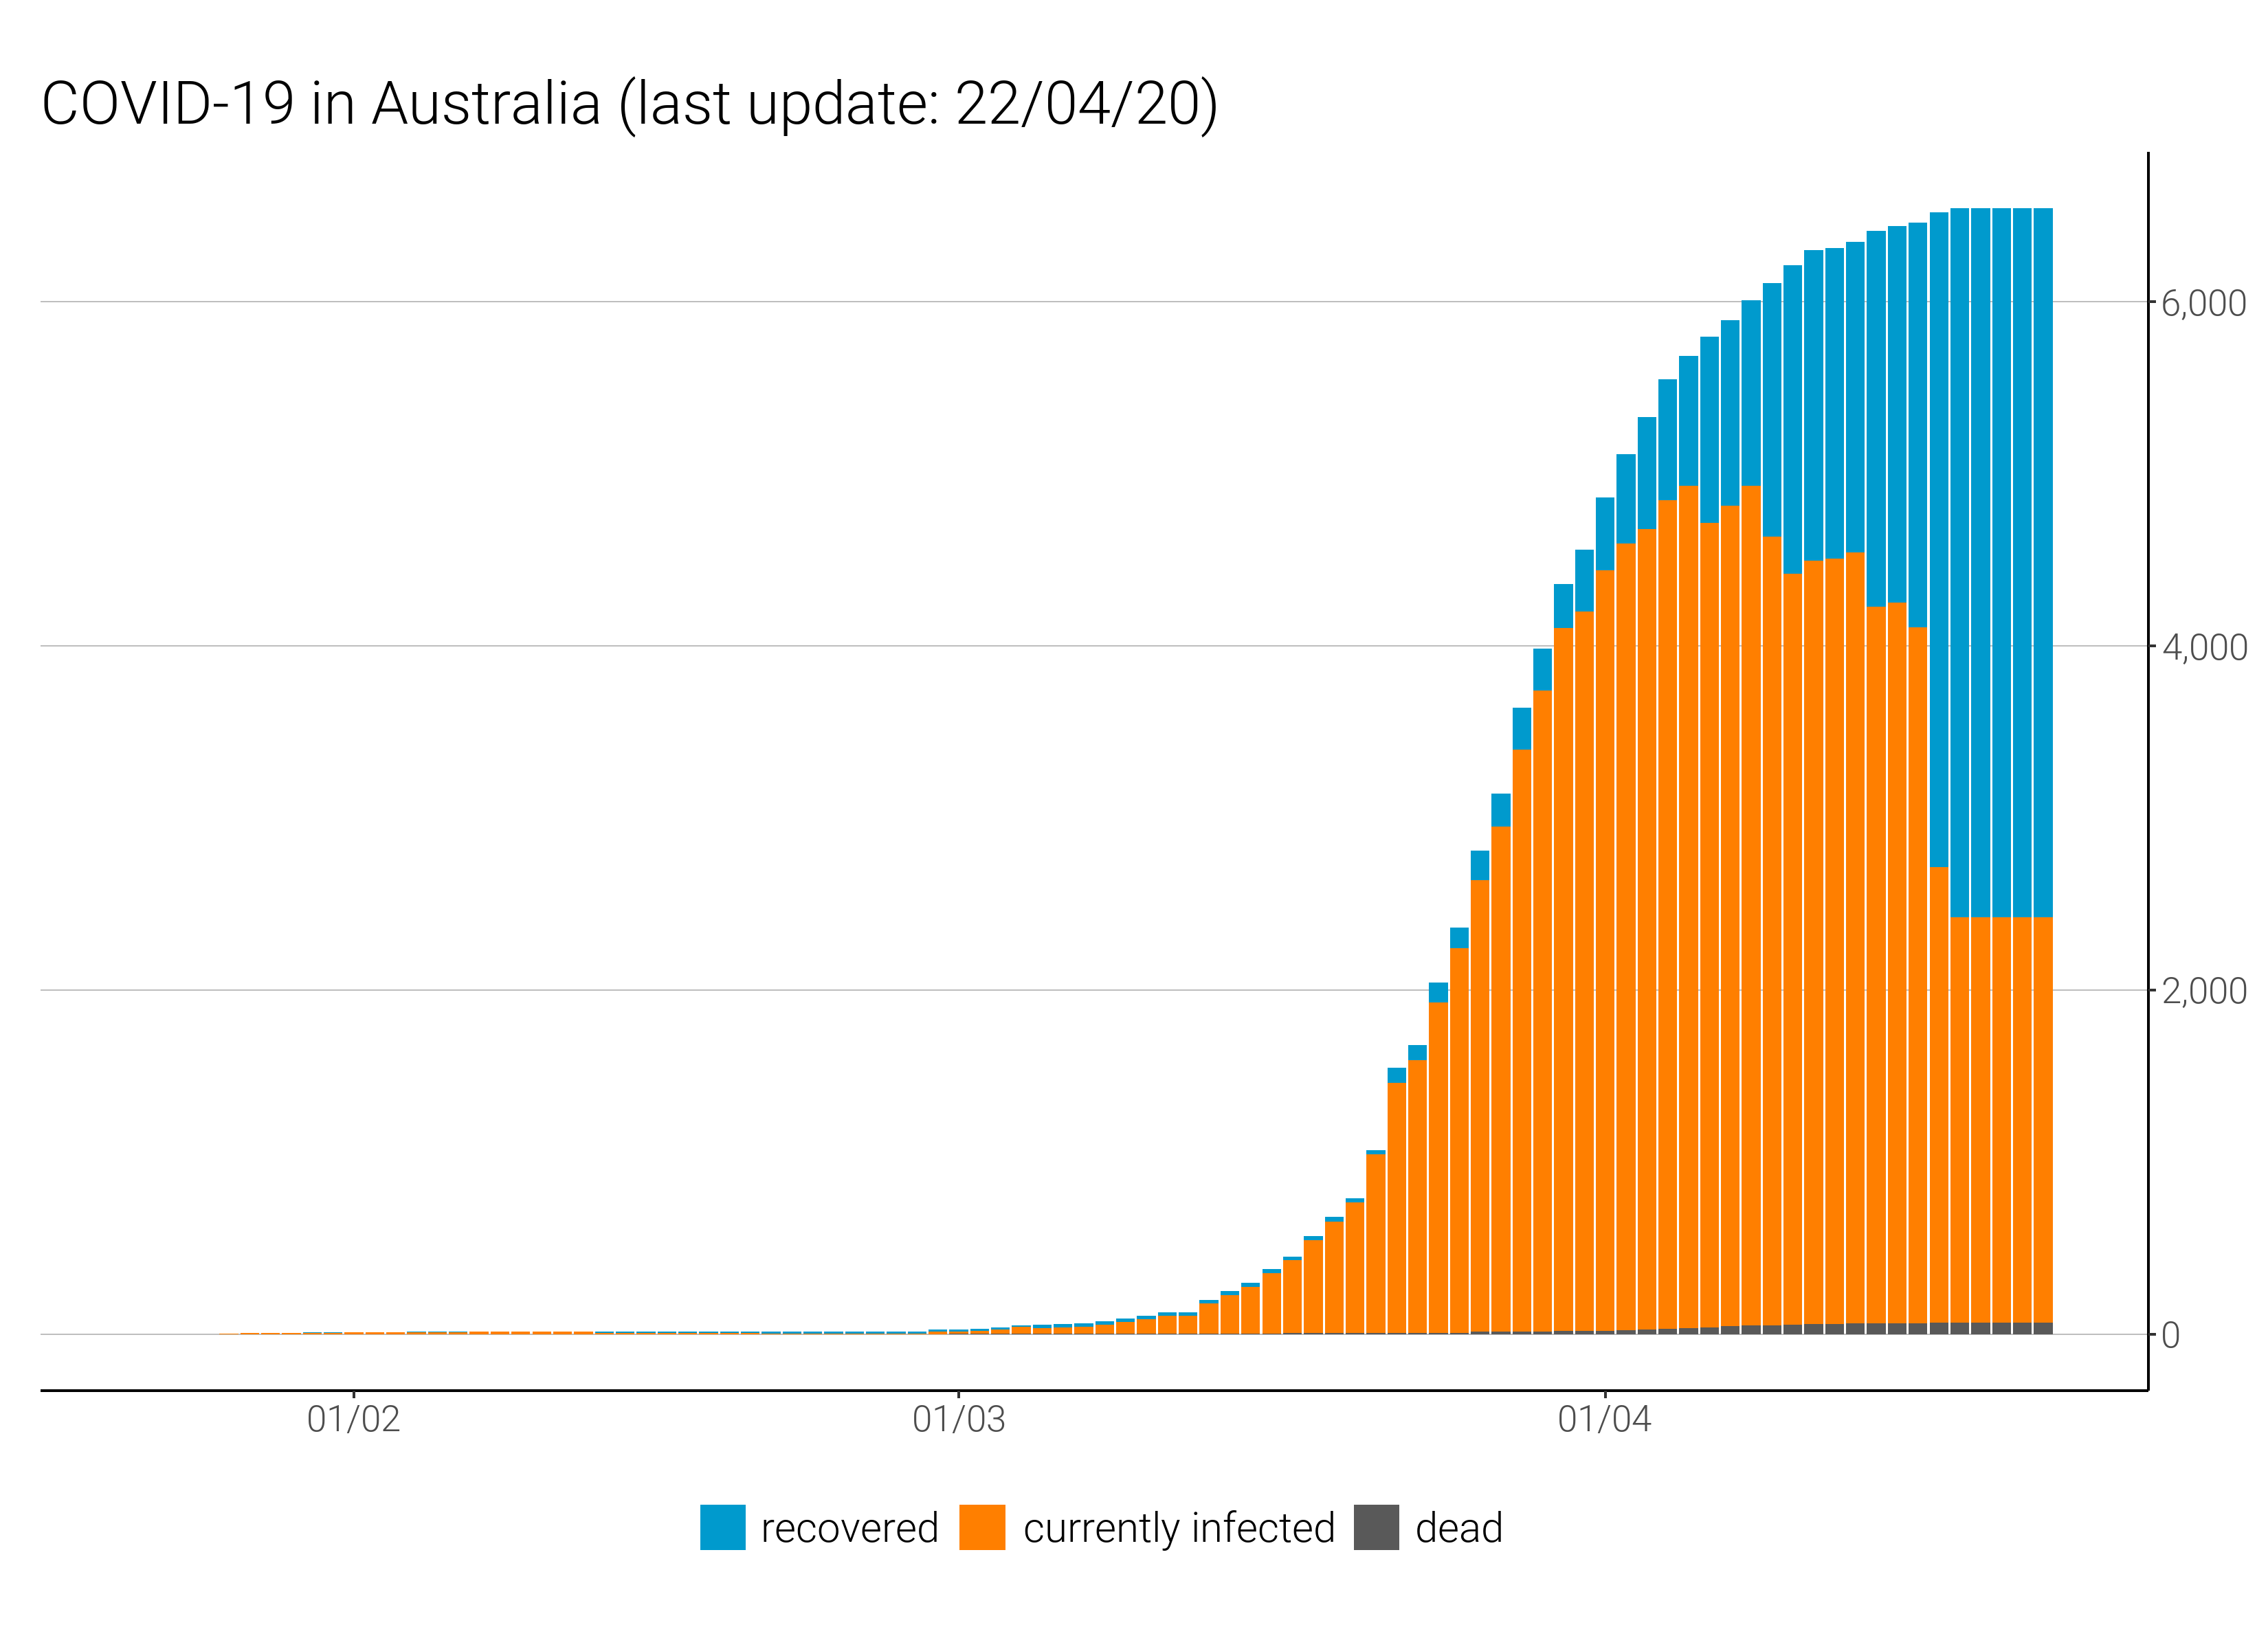 COVID-19 in Australia (last update: 22/04/20)
6,000
4,000
2,000
0
01/02 01/03 01/04
recovered currently infected dead